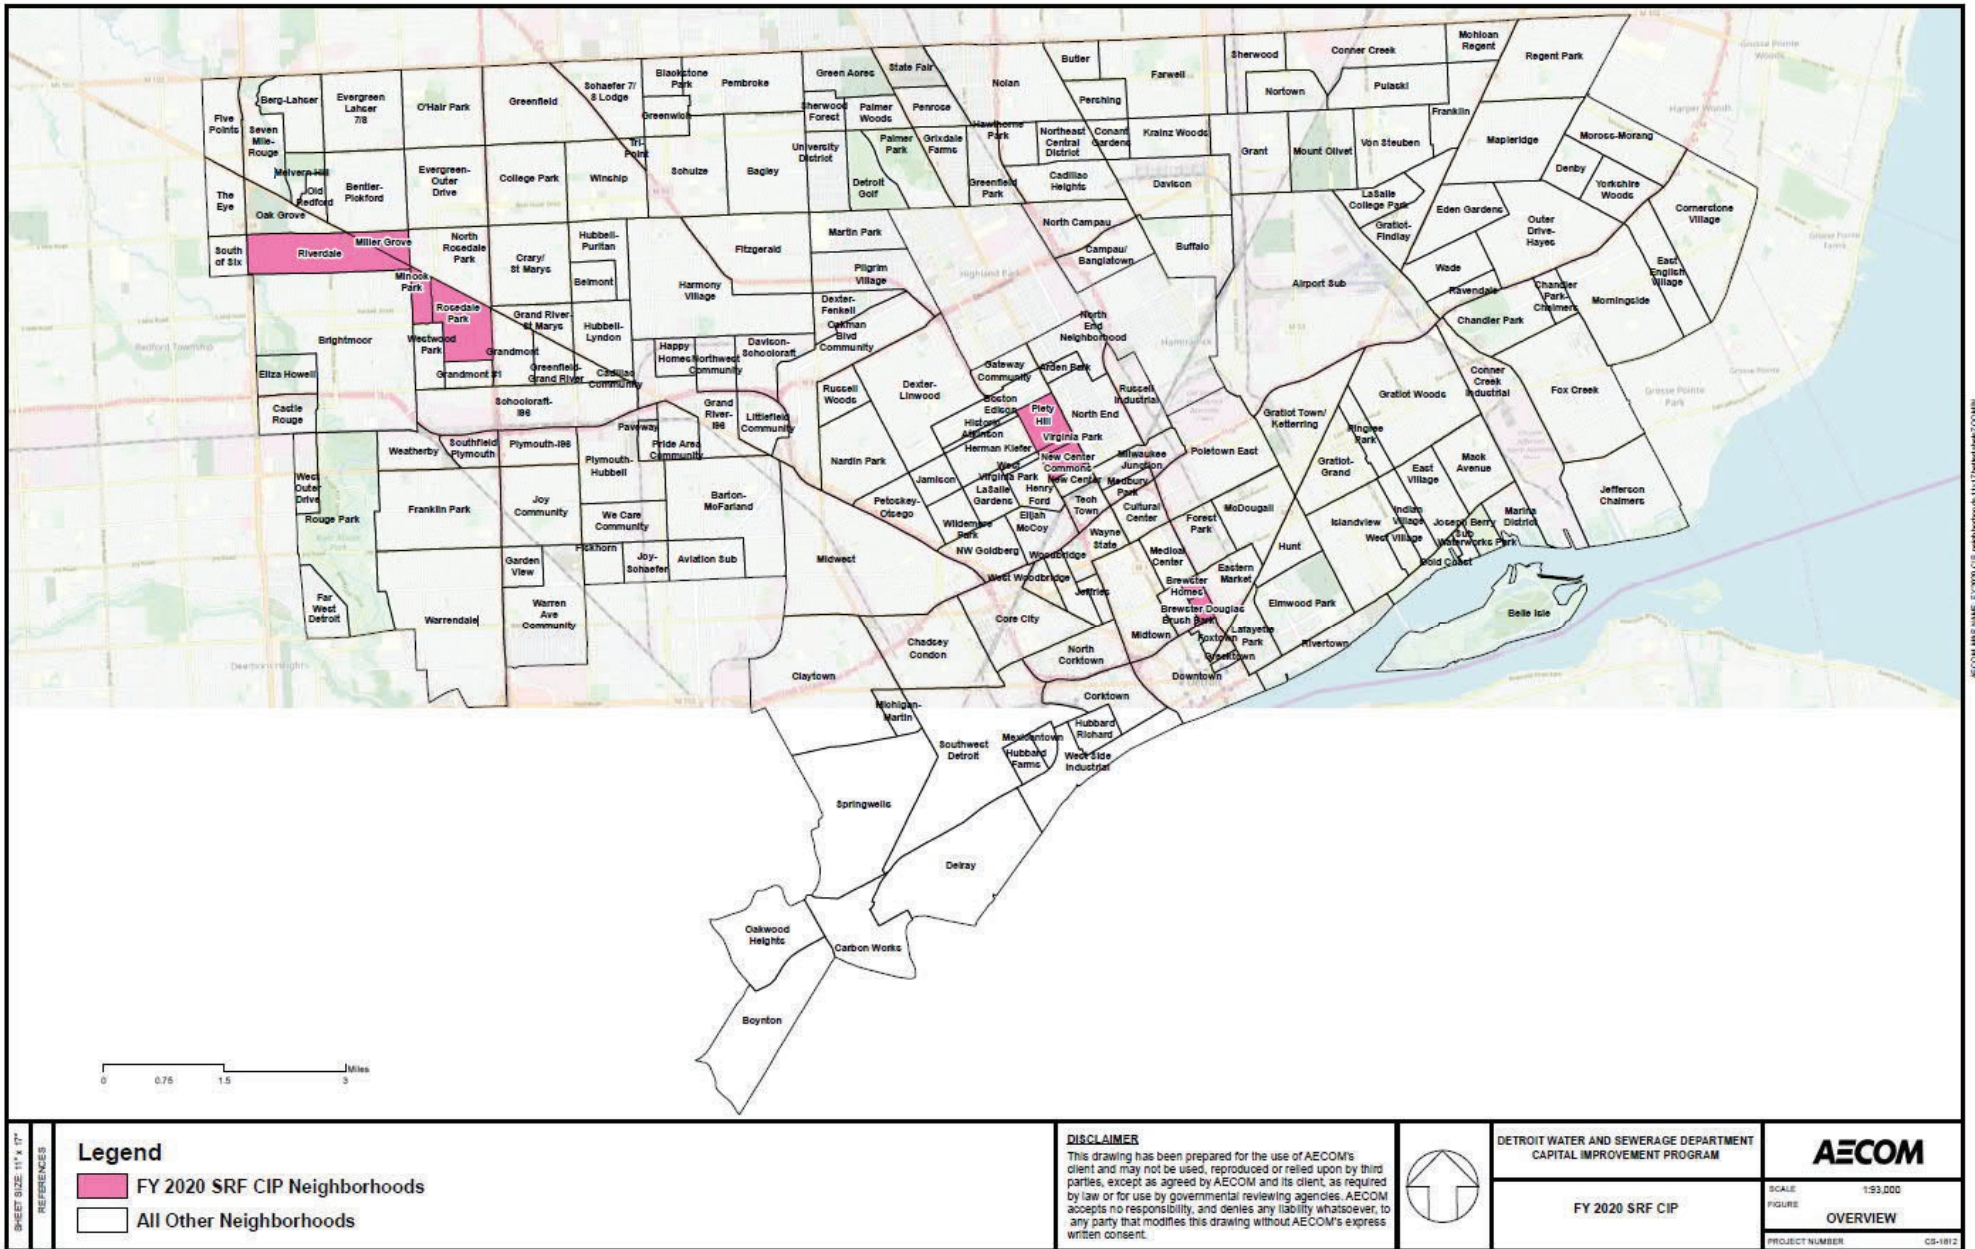 Five
Points
Berg-Lahser
Seven
Mile-
Rouge
Evergreen
Lahser
7/8
O'Hair Park
Greenfield
Schaefer 7/
8 Lodge
Blackstone
Park
Greenwich
Pembroke
Green Acres
State Fair
Nolan
Butler
Pershing
Farwell
Sherwood
Nortown
Conner Creek
Pulaski
Mohican
Regent
Regent Park
Sherwood
Forest
Palmer
Woods
Penrose
Hawthorne
Park
Northeast
Central
District
Conant
Gardens
Krainz Woods
Grant
Mount Olivet
Von Steuben
Franklin
Mapleridge
Moross-Morang
Denby
Yorkshire
Woods
Cornerstone
Village
The
Eye
Melvern Hill
Old
Redford
Oak Grove
Bentler-
Pickford
Evergreen-
Outer
Drive
College Park
Winship
Tri-
Point
Schulze
Bagley
University
District
Detroit
Golf
Palmer
Park
Grixdale
Farms
Greenfield
Park
Cadillac
Heights
Davison
LaSalle
College Park
Gratiot-
Findlay
Eden Gardens
Outer
Drive-
Hayes
East
English
Village
South
of Six
Riverdale
Miller Grove
Minock
Park
North
Rosedale
Park
Rosedale
Park
Crary/
St Marys
Hubbell-
Puritan
Belmont
Harmony
Village
Fitzgerald
Martin Park
Pilgrim
Village
Highland Park
North Campau
Campau/
Banglatown
Buffalo
Airport Sub
Wade
Ravendale
Chandler
Park-
Chalmers
Morningside
Chandler Park
Brightmoor
Westwood
Park
Grandmont
Grandmont #1
Grand River-
St Marys
Greenfield-
Grand River
Hubbell-
Lyndon
Cadillac
Community
Happy
Homes
Northwest
Community
Davison-
Schoolcraft
Dexter-
Fenkell
Oakman
Blvd
Community
North
End
Neighborhood
Hamtramck
Eliza Howell
Castle
Rouge
Schoolcraft-
I96
Grand
River-
I96
Littlefield
Community
Russell
Woods
Dexter-
Linwood
Gateway
Community
Arden Park
Boston
Edison
Historic
Atkinson
Piety
Hill
North End
Russell
Industrial
Gratiot Town/
Ketterring
Pingree
Park
Gratiot Woods
Conner
Creek
Industrial
Fox Creek
Weatherby
Southfield
Plymouth
Plymouth-I96
Plymouth-
Hubbell
Paveway
Pride Area
Community
Nardin Park
Herman Kiefer
Virginia Park
New Center
Commons
New Center
Milwaukee
Junction
Poletown East
Gratiot-
Grand
East
Village
Mack
Avenue
Jefferson
Chalmers
West
Outer
Drive
Rouge Park
Franklin Park
Joy
Community
We Care
Community
Barton-
McFarland
Petoskey-
Otsego
Jamison
West
Virginia Park
LaSalle
Gardens
Henry
Ford
Tech
Town
Medbury
Park
Cultural
Center
Forest
Park
McDougall
Islandview
Indian
Village
West Village
Joseph Berry
Sub
Waterworks Park
Marina
District
Gold Coast
Garden
View
Fiskhorn
Joy-
Schaefer
Aviation Sub
Midwest
Wildemere
Park
NW Goldberg
Elijah
McCoy
Woodbridge
West Woodbridge
Wayne
State
Medical
Center
Eastern
Market
Hunt
Far
West
Detroit
Warrendale
Warren
Ave
Community
Jeffries
Core City
Brewster
Homes
Brewster Douglas
Brush Park
Elmwood Park
Belle Isle
Chadsey
Condon
North
Corktown
Midtown
Foxtown
Lafayette
Park
Greektown
Rivertown
Downtown
Dearborn Heights
Claytown
Michigan-
Martin
Corktown
Southwest
Detroit
Mexicantown
Hubbard
Farms
Hubbard
Richard
West Side
Industrial
Springwells
Delray
Oakwood
Heights
Carbon Works
Boynton
Redford Township
Grosse Pointe
Woods
Harper Woods
Grosse Pointe
Farms
Grosse Pointe
Park
Miles
0 0.75 1.5 3
SHEET SIZE: 11" x 17"
REFERENCES
Legend
FY 2020 SRF CIP Neighborhoods
All Other Neighborhoods
DISCLAIMER
This drawing has been prepared for the use of AECOM's
client and may not be used, reproduced or relied upon by third
parties, except as agreed by AECOM and its client, as required
by law or for use by governmental reviewing agencies. AECOM
accepts no responsibility, and denies any liability whatsoever, to
any party that modifies this drawing without AECOM's express
written consent.
DETROIT WATER AND SEWERAGE DEPARTMENT
CAPITAL IMPROVEMENT PROGRAM
FY 2020 SRF CIP
AECOM
SCALE 1:93,000
FIGURE
OVERVIEW
PROJECT NUMBER CS-1812